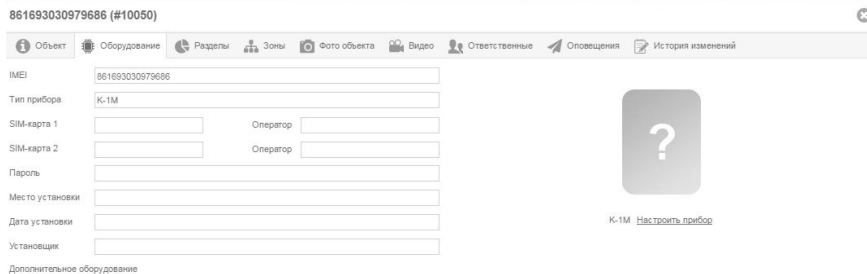 861693030979686 (#10050)
Объект Оборудование Разделы Зоны Фото объекта Видео Ответственные Оповещения История изменений
IMEI 861693030979686
Тип прибора K-1M
SIM-карта 1 Оператор
SIM-карта 2 Оператор
Пароль
Место установки
Дата установки
Установщик
Дополнительное оборудование
?
K-1M Настроить прибор